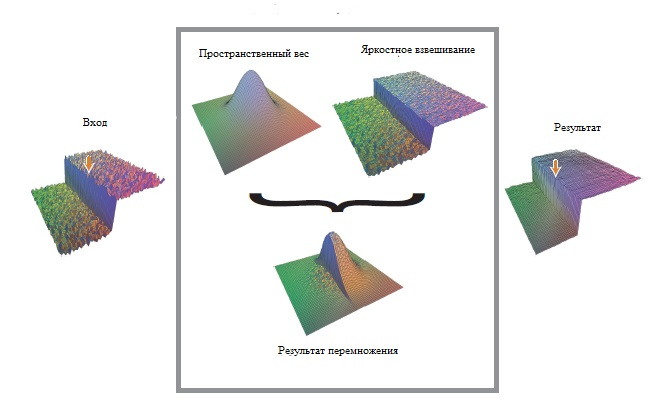 Пространственный вес
Яркостное взвешивание
Вход
Результат
Результат перемножения